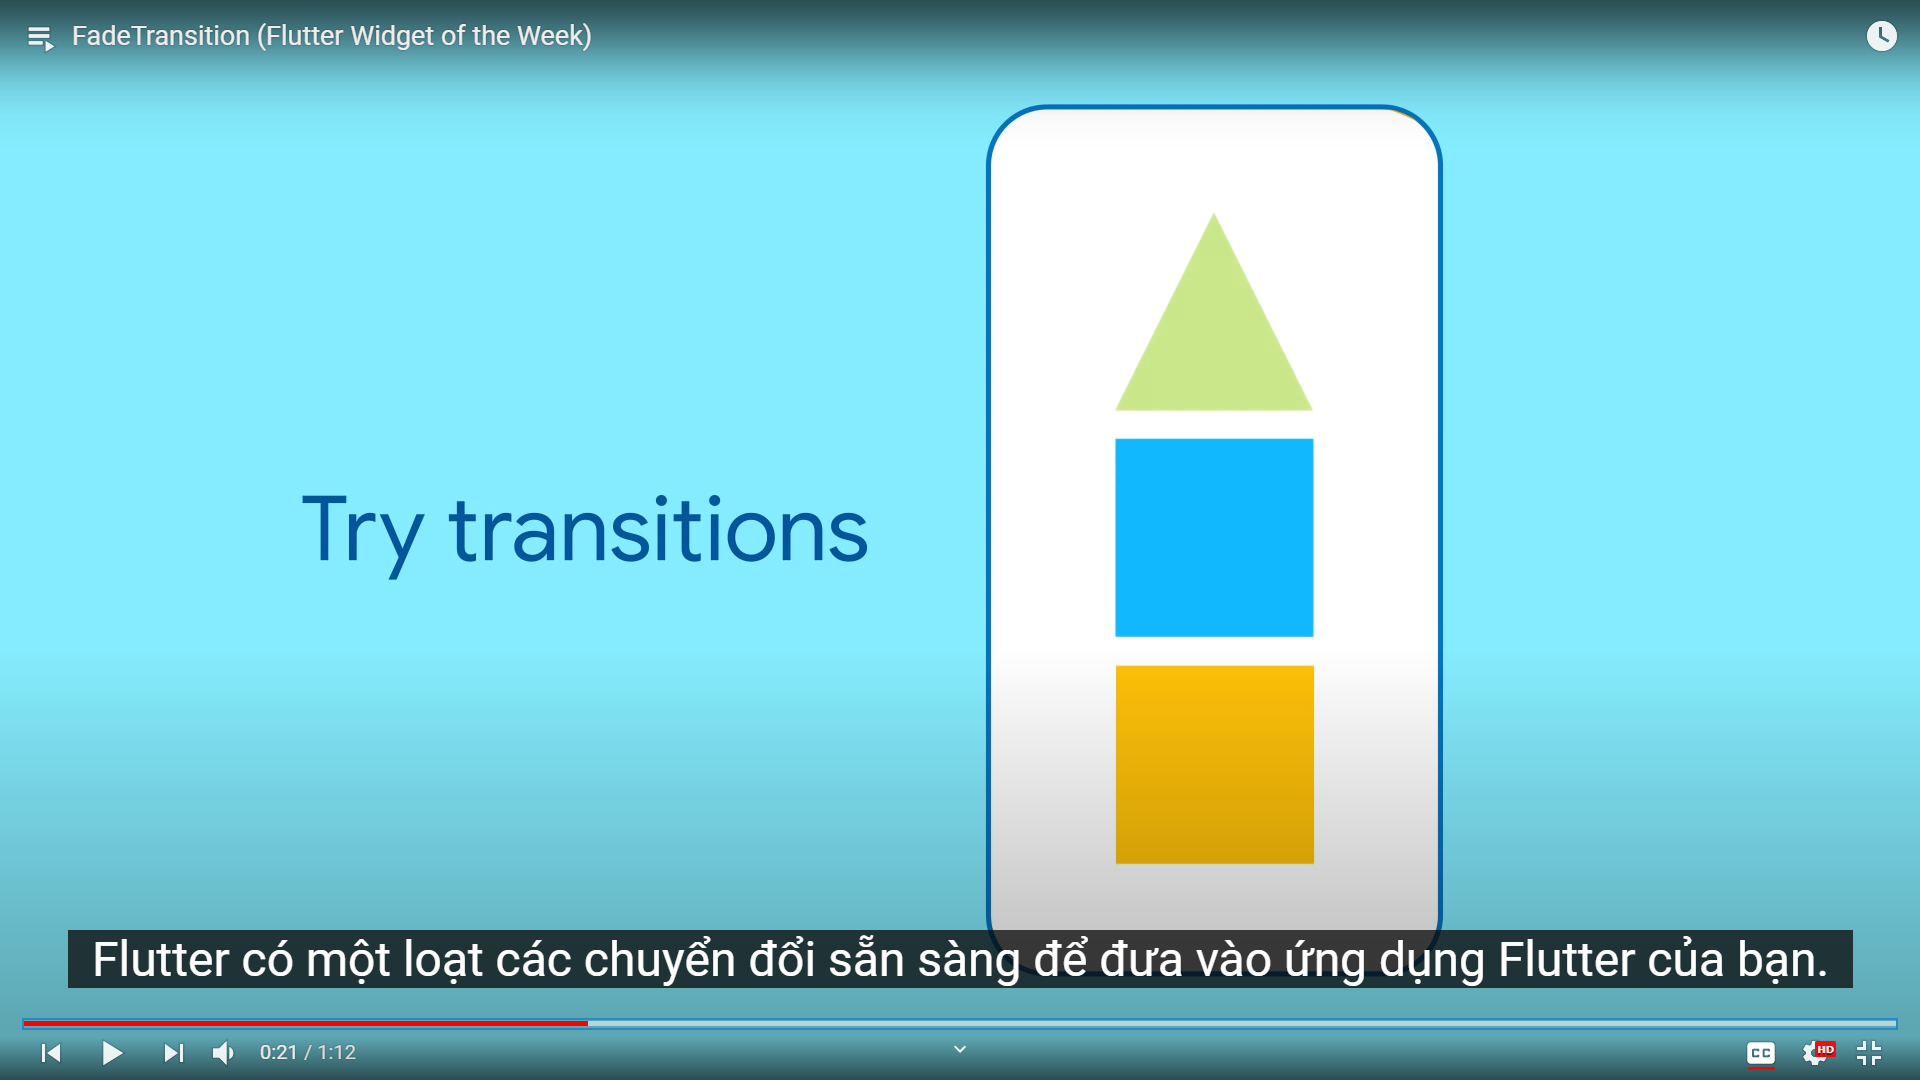 FadeTransition (Flutter Widget of the Week)
Try transitions
Flutter có một loạt các chuyển đổi sẵn sàng để đưa vào ứng dụng Flutter của bạn.
0:21 / 1:12
CC
HD